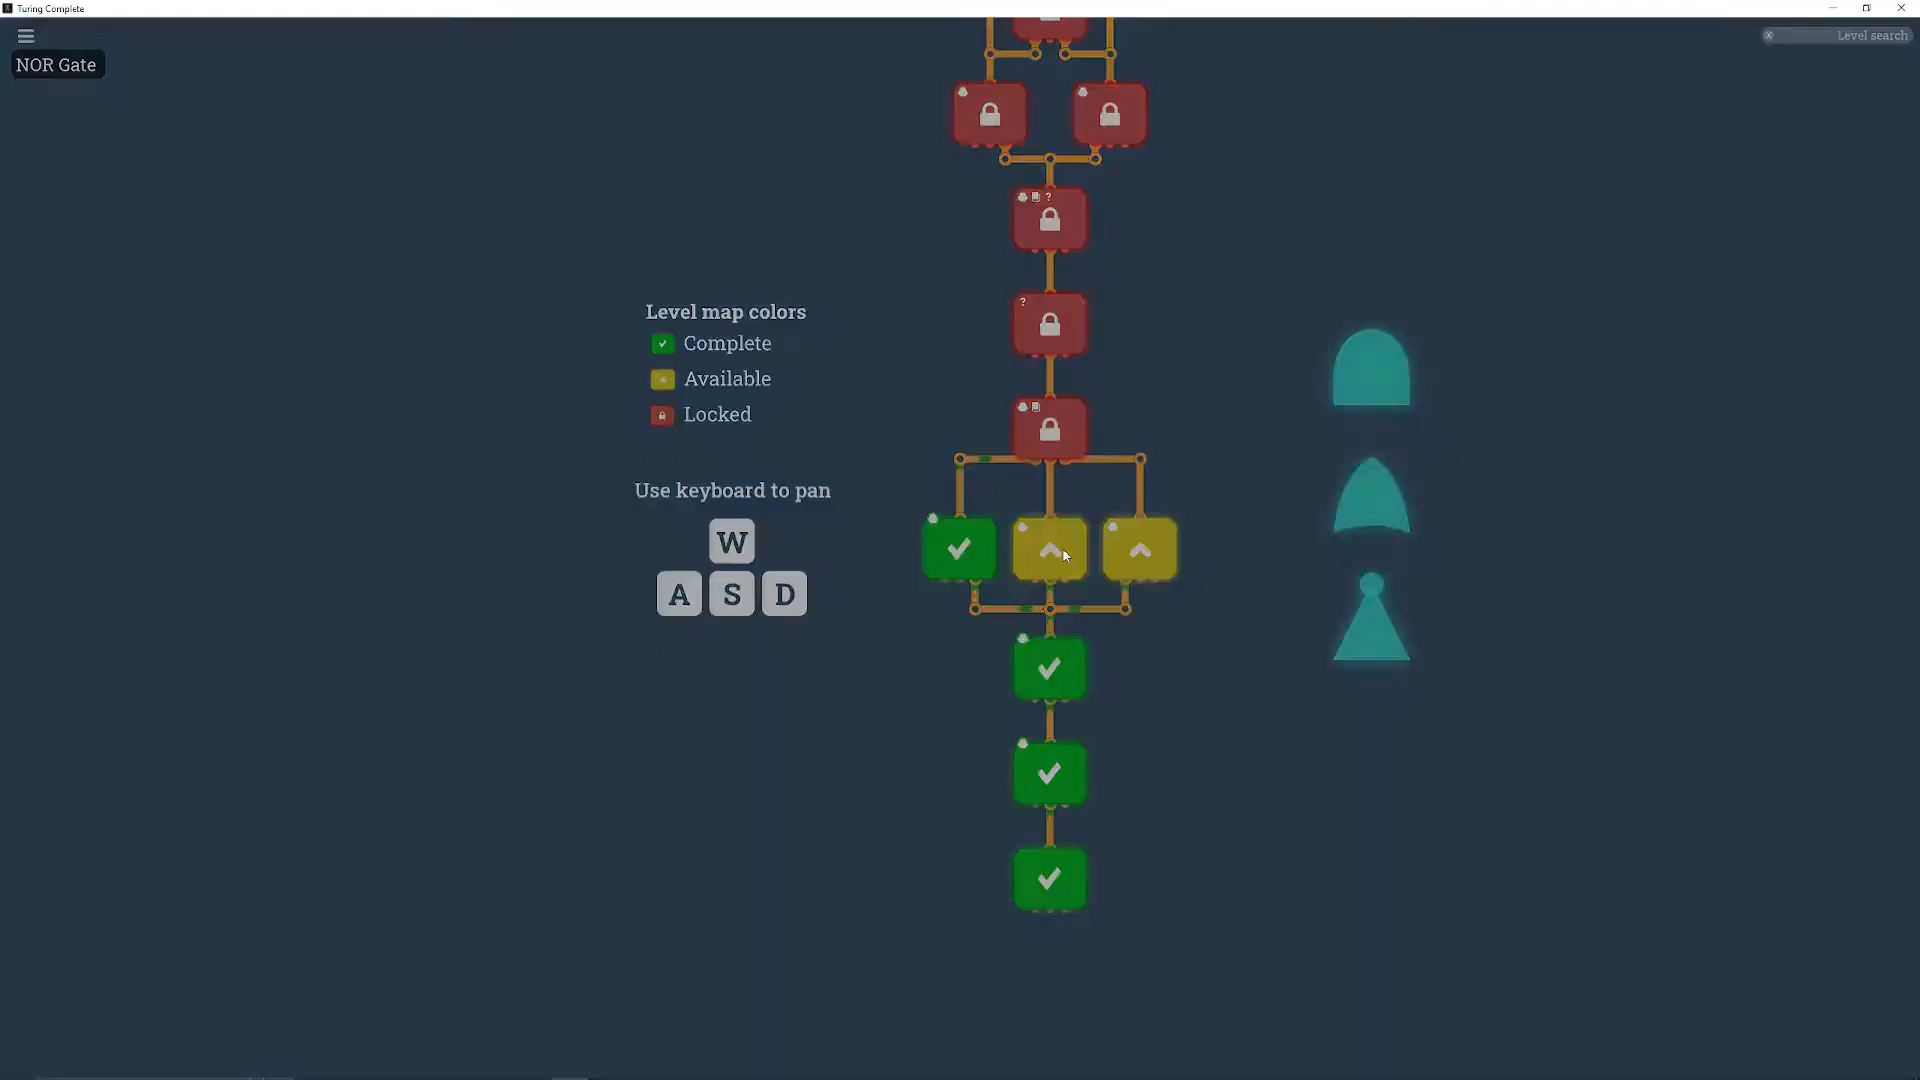 Turing Complete
NOR Gate
Level search
X
?
?
Level map colors
Complete
Available
Locked
Use keyboard to pan
W
A S D